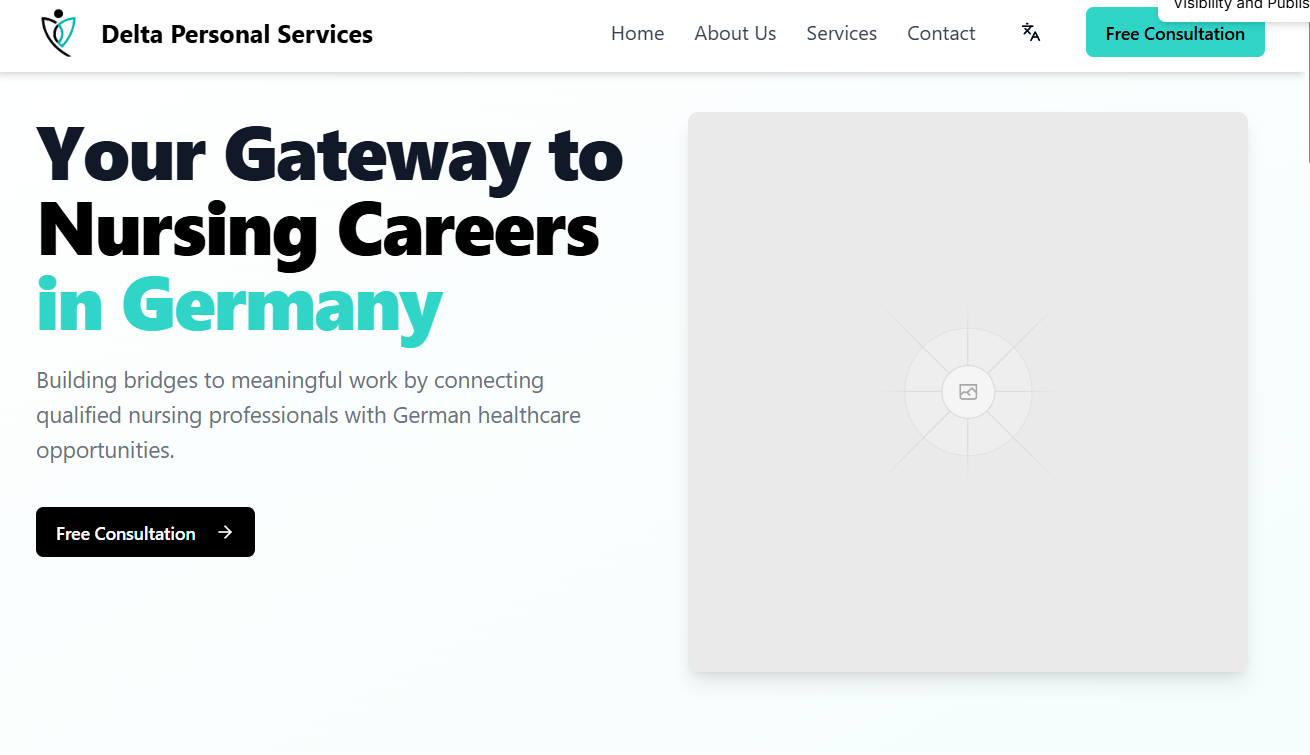 Visibility and Publis
Delta Personal Services
Home
About Us
Services
Contact
Free Consultation
Your Gateway to
Nursing Careers
in Germany
Building bridges to meaningful work by connecting
qualified nursing professionals with German healthcare
opportunities.
Free Consultation